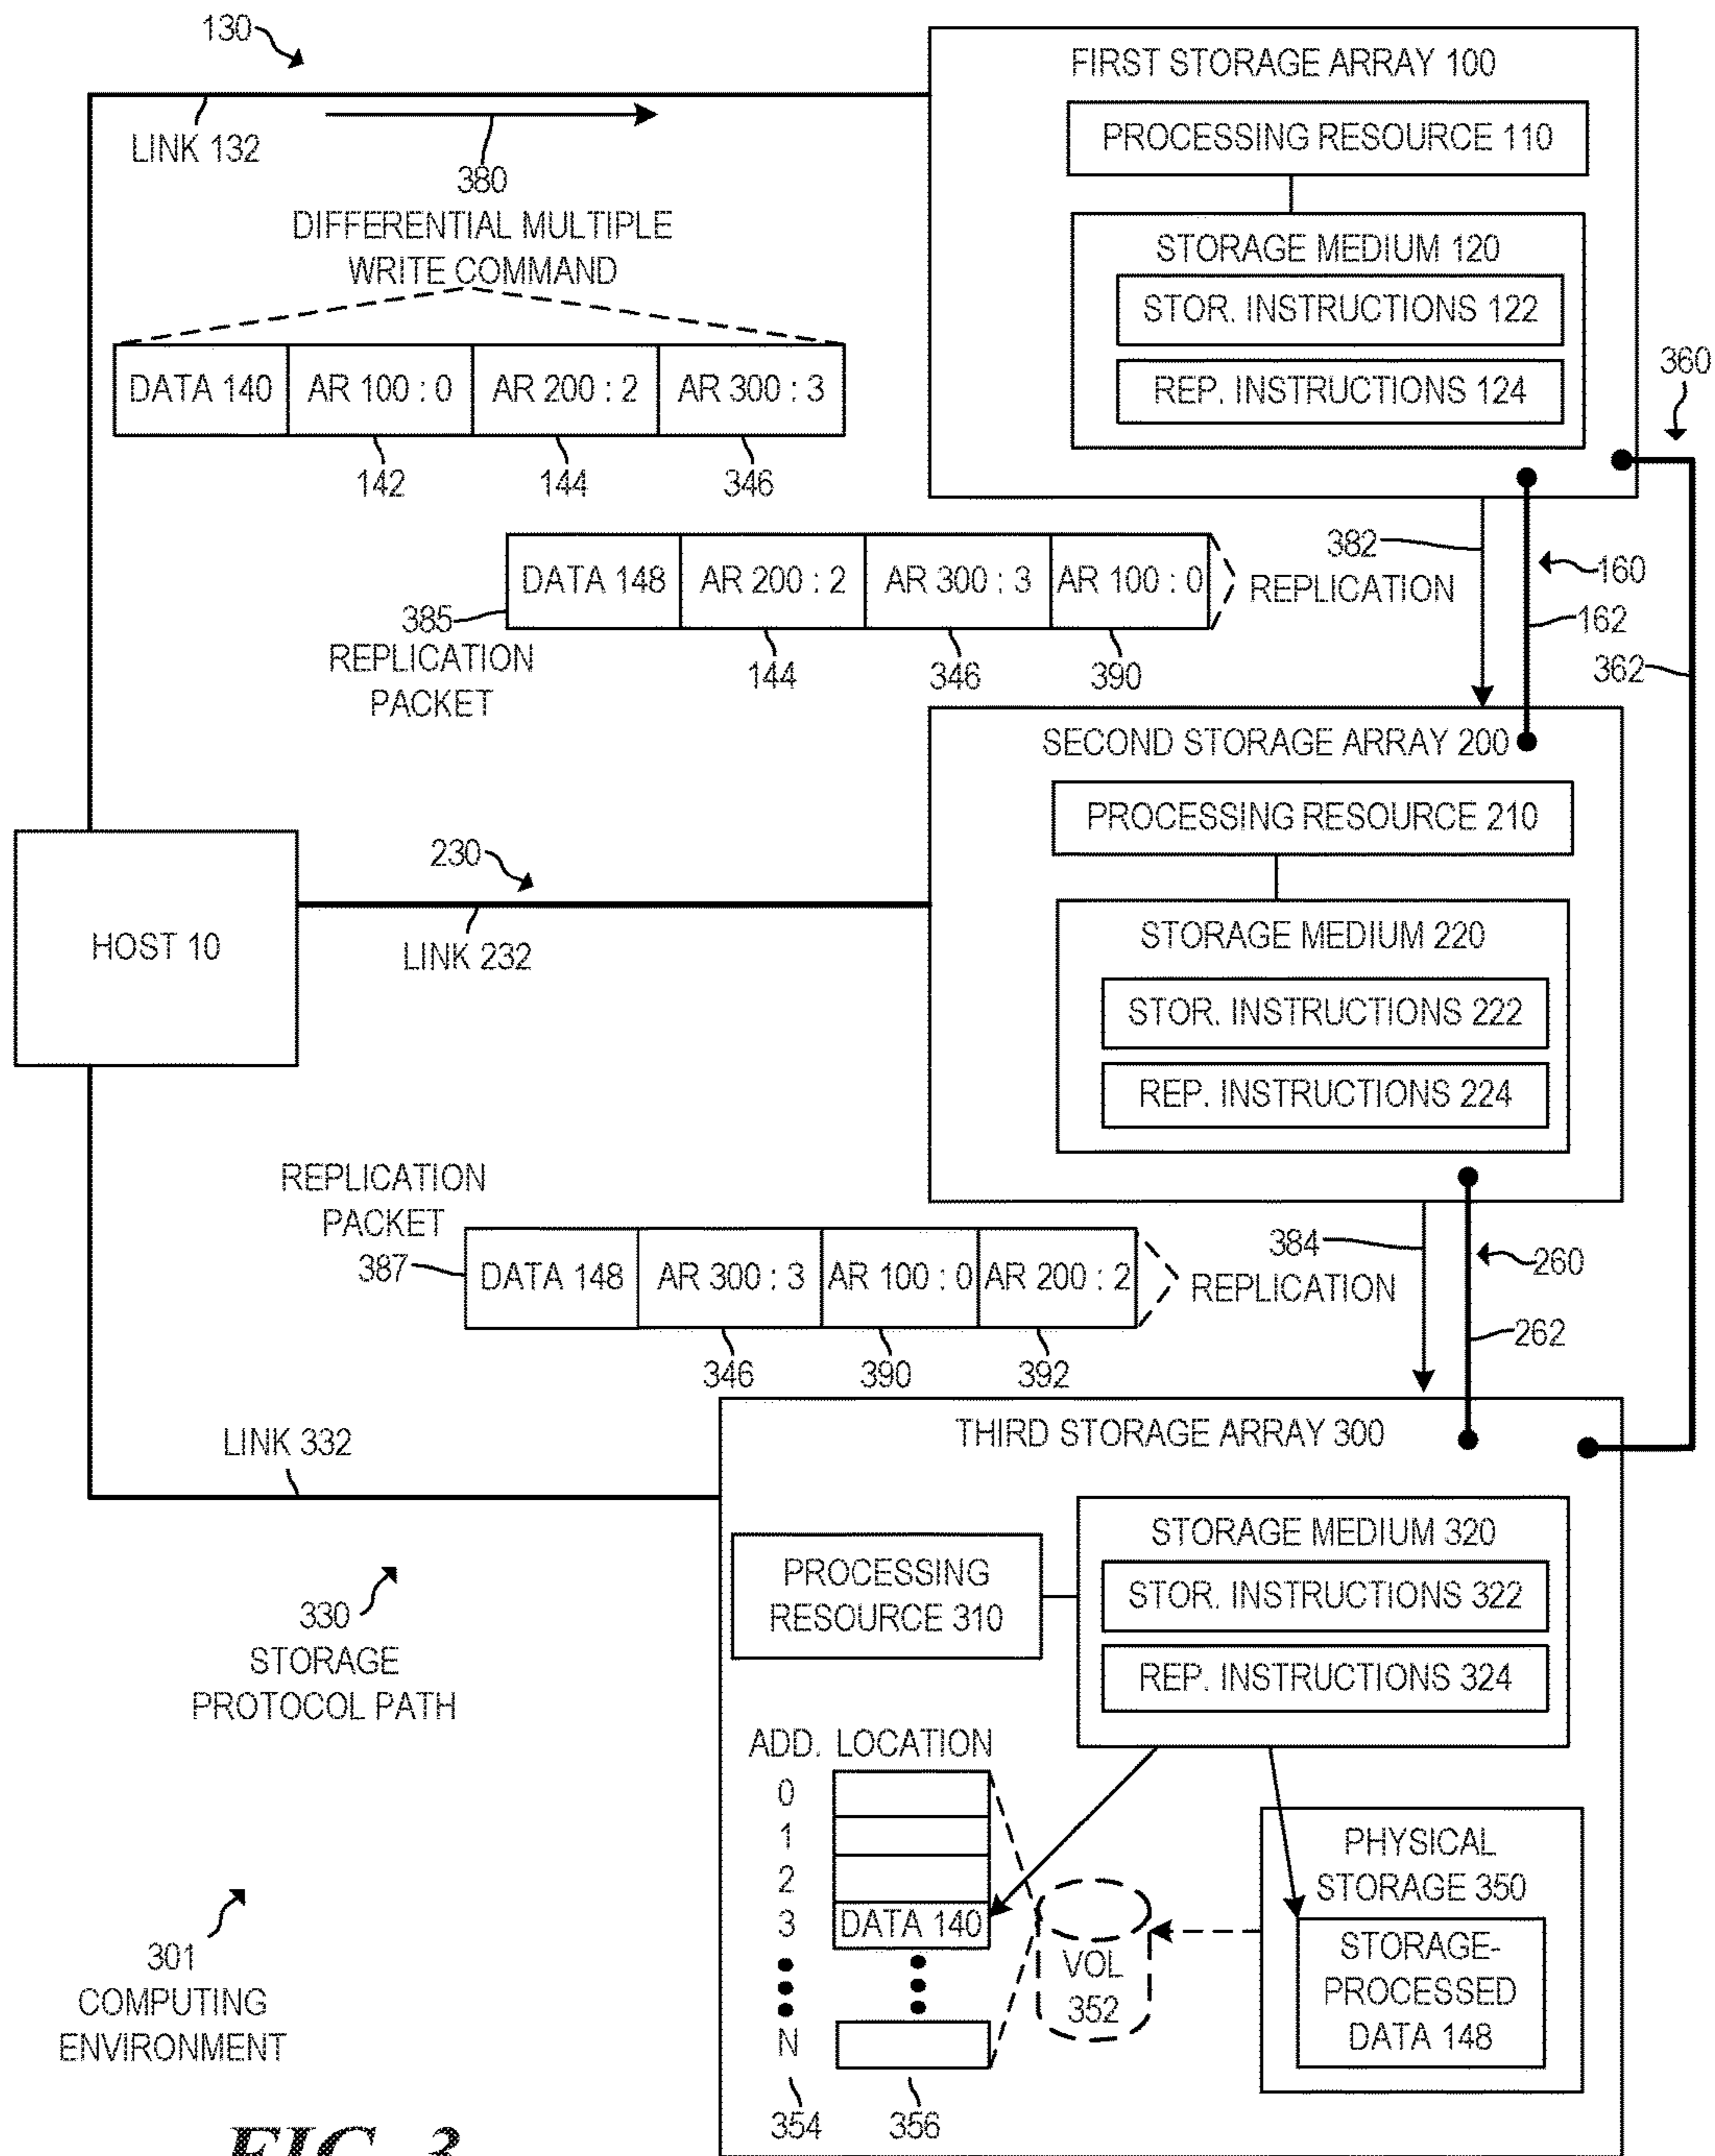 130
LINK 132
380
DIFFERENTIAL MULTIPLE
WRITE COMMAND
DATA 140
AR 100 : 0
AR 200 : 2
AR 300 : 3
142
144
346
FIRST STORAGE ARRAY 100
PROCESSING RESOURCE 110
STORAGE MEDIUM 120
STOR. INSTRUCTIONS 122
REP. INSTRUCTIONS 124
360
DATA 148
AR 200 : 2
AR 300 : 3
AR 100 : 0
382
REPLICATION
160
162
362
385
REPLICATION
PACKET
144
346
390
SECOND STORAGE ARRAY 200
PROCESSING RESOURCE 210
STORAGE MEDIUM 220
STOR. INSTRUCTIONS 222
REP. INSTRUCTIONS 224
HOST 10
230
LINK 232
REPLICATION
PACKET
387
DATA 148
AR 300 : 3
AR 100 : 0
AR 200 : 2
384
REPLICATION
260
262
346
390
392
LINK 332
THIRD STORAGE ARRAY 300
PROCESSING
RESOURCE 310
STORAGE MEDIUM 320
STOR. INSTRUCTIONS 322
REP. INSTRUCTIONS 324
330
STORAGE
PROTOCOL PATH
ADD. LOCATION
0
1
2
3
DATA 140
N
354
356
VOL
352
PHYSICAL
STORAGE 350
STORAGE-
PROCESSED
DATA 148
301
COMPUTING
ENVIRONMENT
FIG. 3